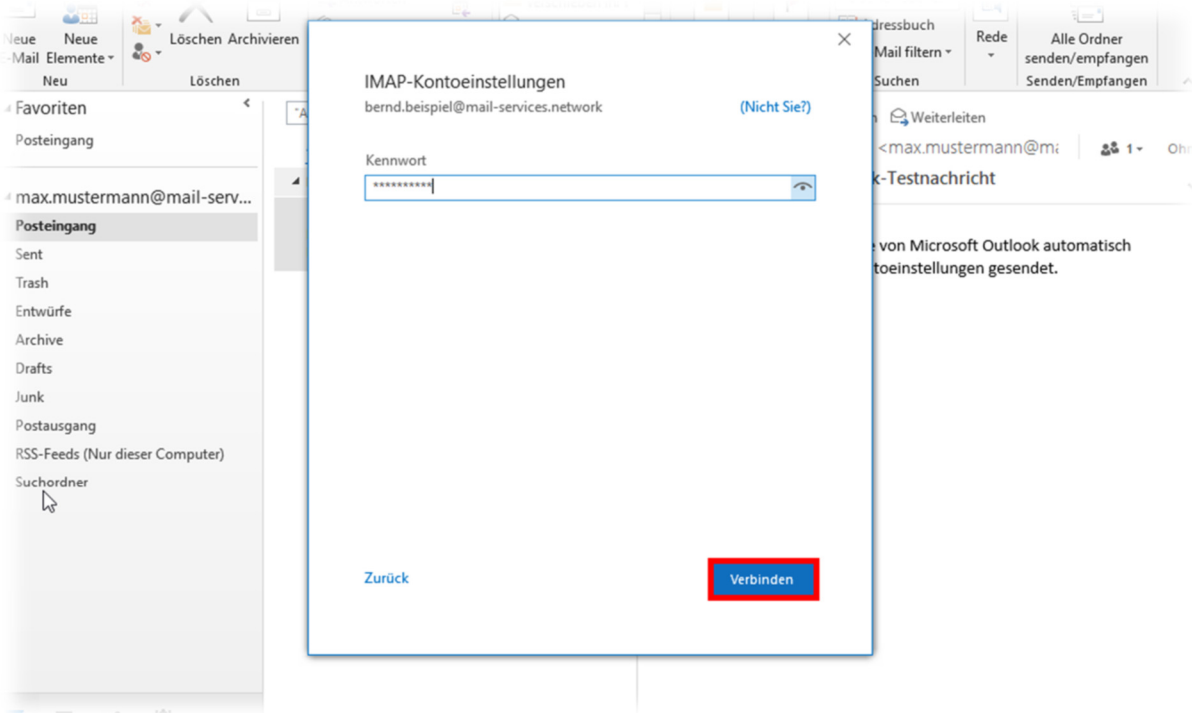 Neue Neue
E-Mail Elemente
Löschen Archivieren
Neu Löschen
Adressbuch
Mail filtern
Suchen
Rede
Alle Ordner
senden/empfangen
Senden/Empfangen
Favoriten
Posteingang
max.mustermann@mail-serv...
Posteingang
Sent
Trash
Entwürfe
Archive
Drafts
Junk
Postausgang
RSS-Feeds (Nur dieser Computer)
Suchordner
IMAP-Kontoeinstellungen
bernd.beispiel@mail-services.network (Nicht Sie?)
Kennwort
**********
Zurück Verbinden
Weiterleiten
<max.mustermann@ma 1
k-Testnachricht
von Microsoft Outlook automatisch
toeinstellungen gesendet.